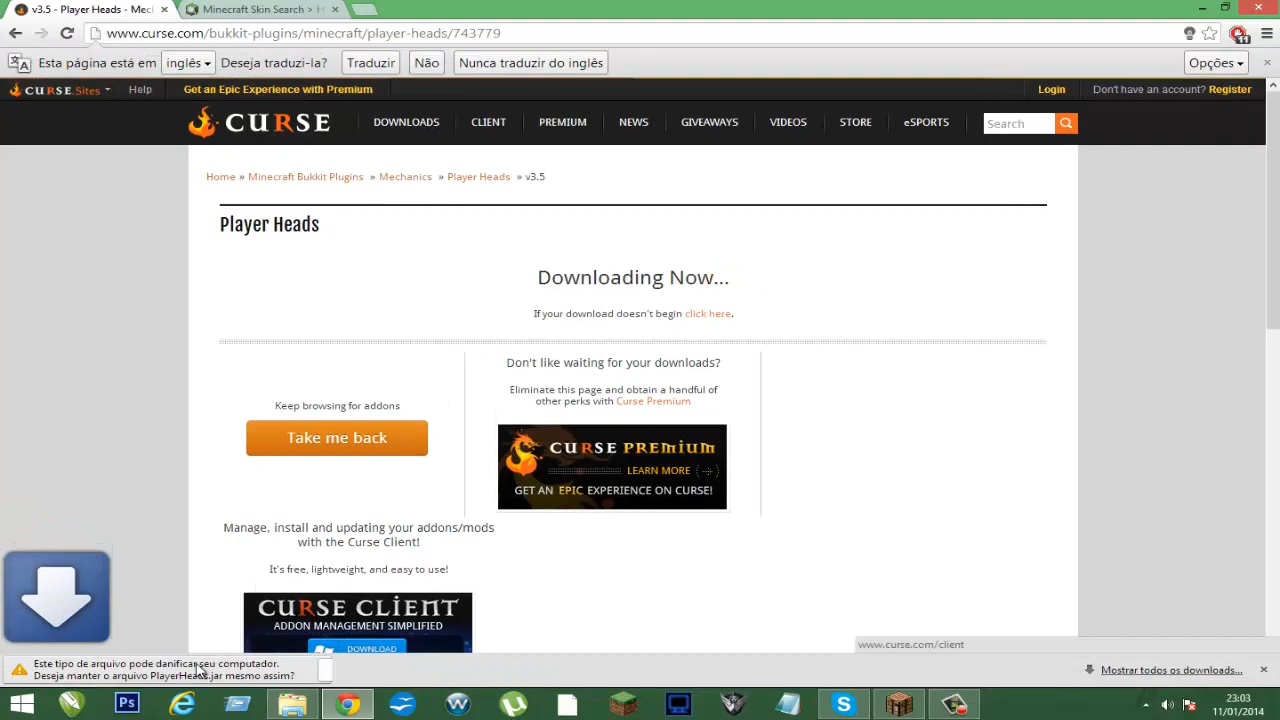 v3.5 - Player Heads - Mecl
Minecraft Skin Search > H
www.curse.com/bukkit-plugins/minecraft/player-heads/743779
11
Esta página está em inglês Deseja traduzi-la? Traduzir Não Nunca traduzir do inglês Opções
CURSE.Sites Help Get an Epic Experience with Premium Login Don't have an account? Register
CURSE DOWNLOADS CLIENT PREMIUM NEWS GIVEAWAYS VIDEOS STORE eSPORTS Search
Home » Minecraft Bukkit Plugins » Mechanics » Player Heads » v3.5
Player Heads
Downloading Now...
If your download doesn't begin click here.
Keep browsing for addons
Take me back
Don't like waiting for your downloads?
Eliminate this page and obtain a handful of
other perks with Curse Premium
CURSE PREMIUM
LEARN MORE
GET AN EPIC EXPERIENCE ON CURSE!
Manage, install and updating your addons/mods
with the Curse Client!
It's free, lightweight, and easy to use!
CURSE CLIENT
ADDON MANAGEMENT SIMPLIFIED
DOWNLOAD
www.curse.com/client
Este tipo de arquivo pode danificar seu computador.
Deseja manter o arquivo PlayerHeads.jar mesmo assim?
Mostrar todos os downloads...
Ps
23:03
11/01/2014